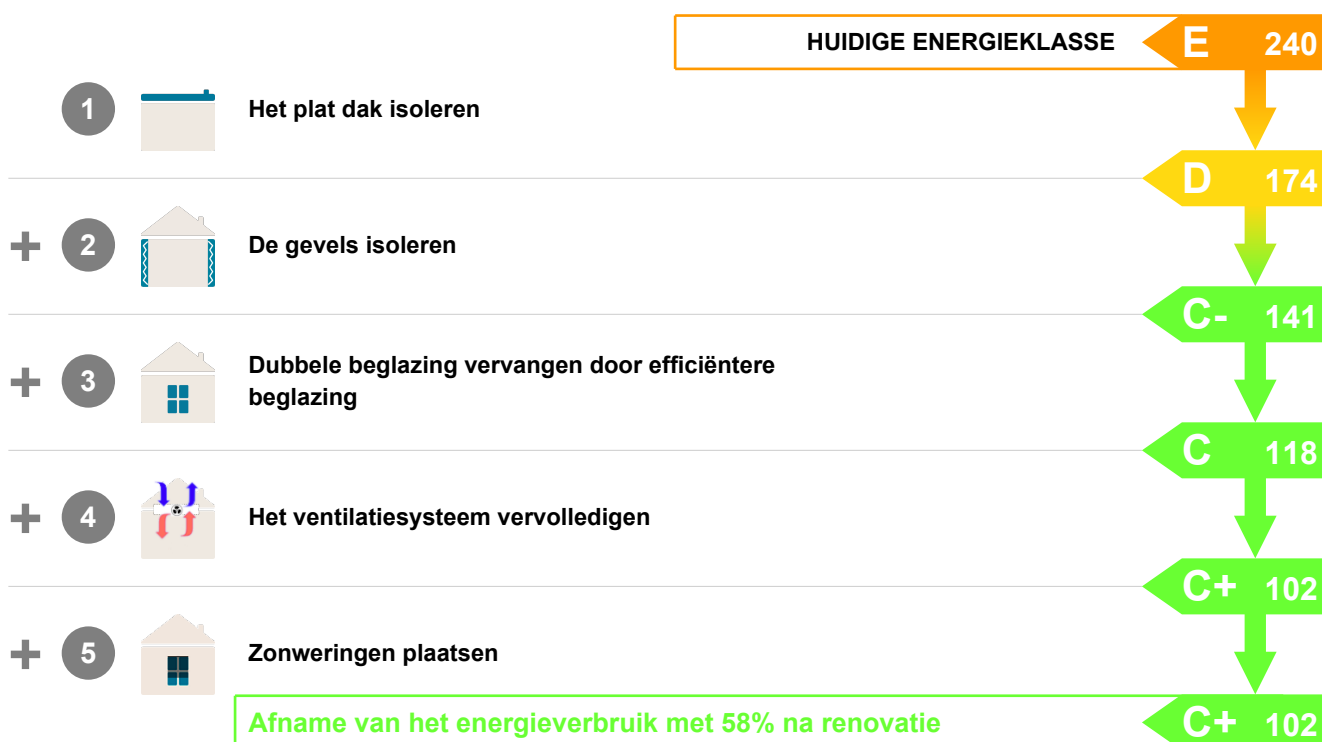 HUIDIGE ENERGIEKLASSE E 240
1 Het plat dak isoleren
D 174
+ 2 De gevels isoleren
C- 141
+ 3 Dubbele beglazing vervangen door efficiëntere
beglazing
C 118
+ 4 Het ventilatiesysteem vervolledigen
C+ 102
+ 5 Zonweringen plaatsen
Afname van het energieverbruik met 58% na renovatie C+ 102